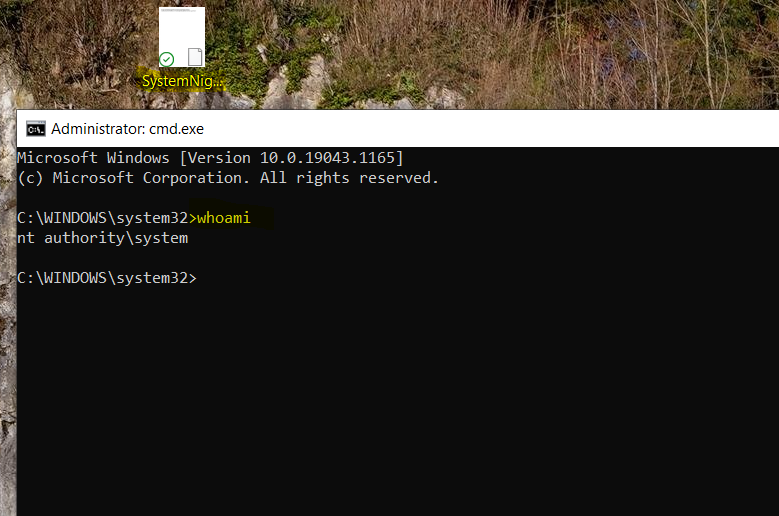 SystemNig...
Administrator: cmd.exe
Microsoft Windows [Version 10.0.19043.1165]
(c) Microsoft Corporation. All rights reserved.
C:\WINDOWS\system32>whoami
nt authority\system
C:\WINDOWS\system32>